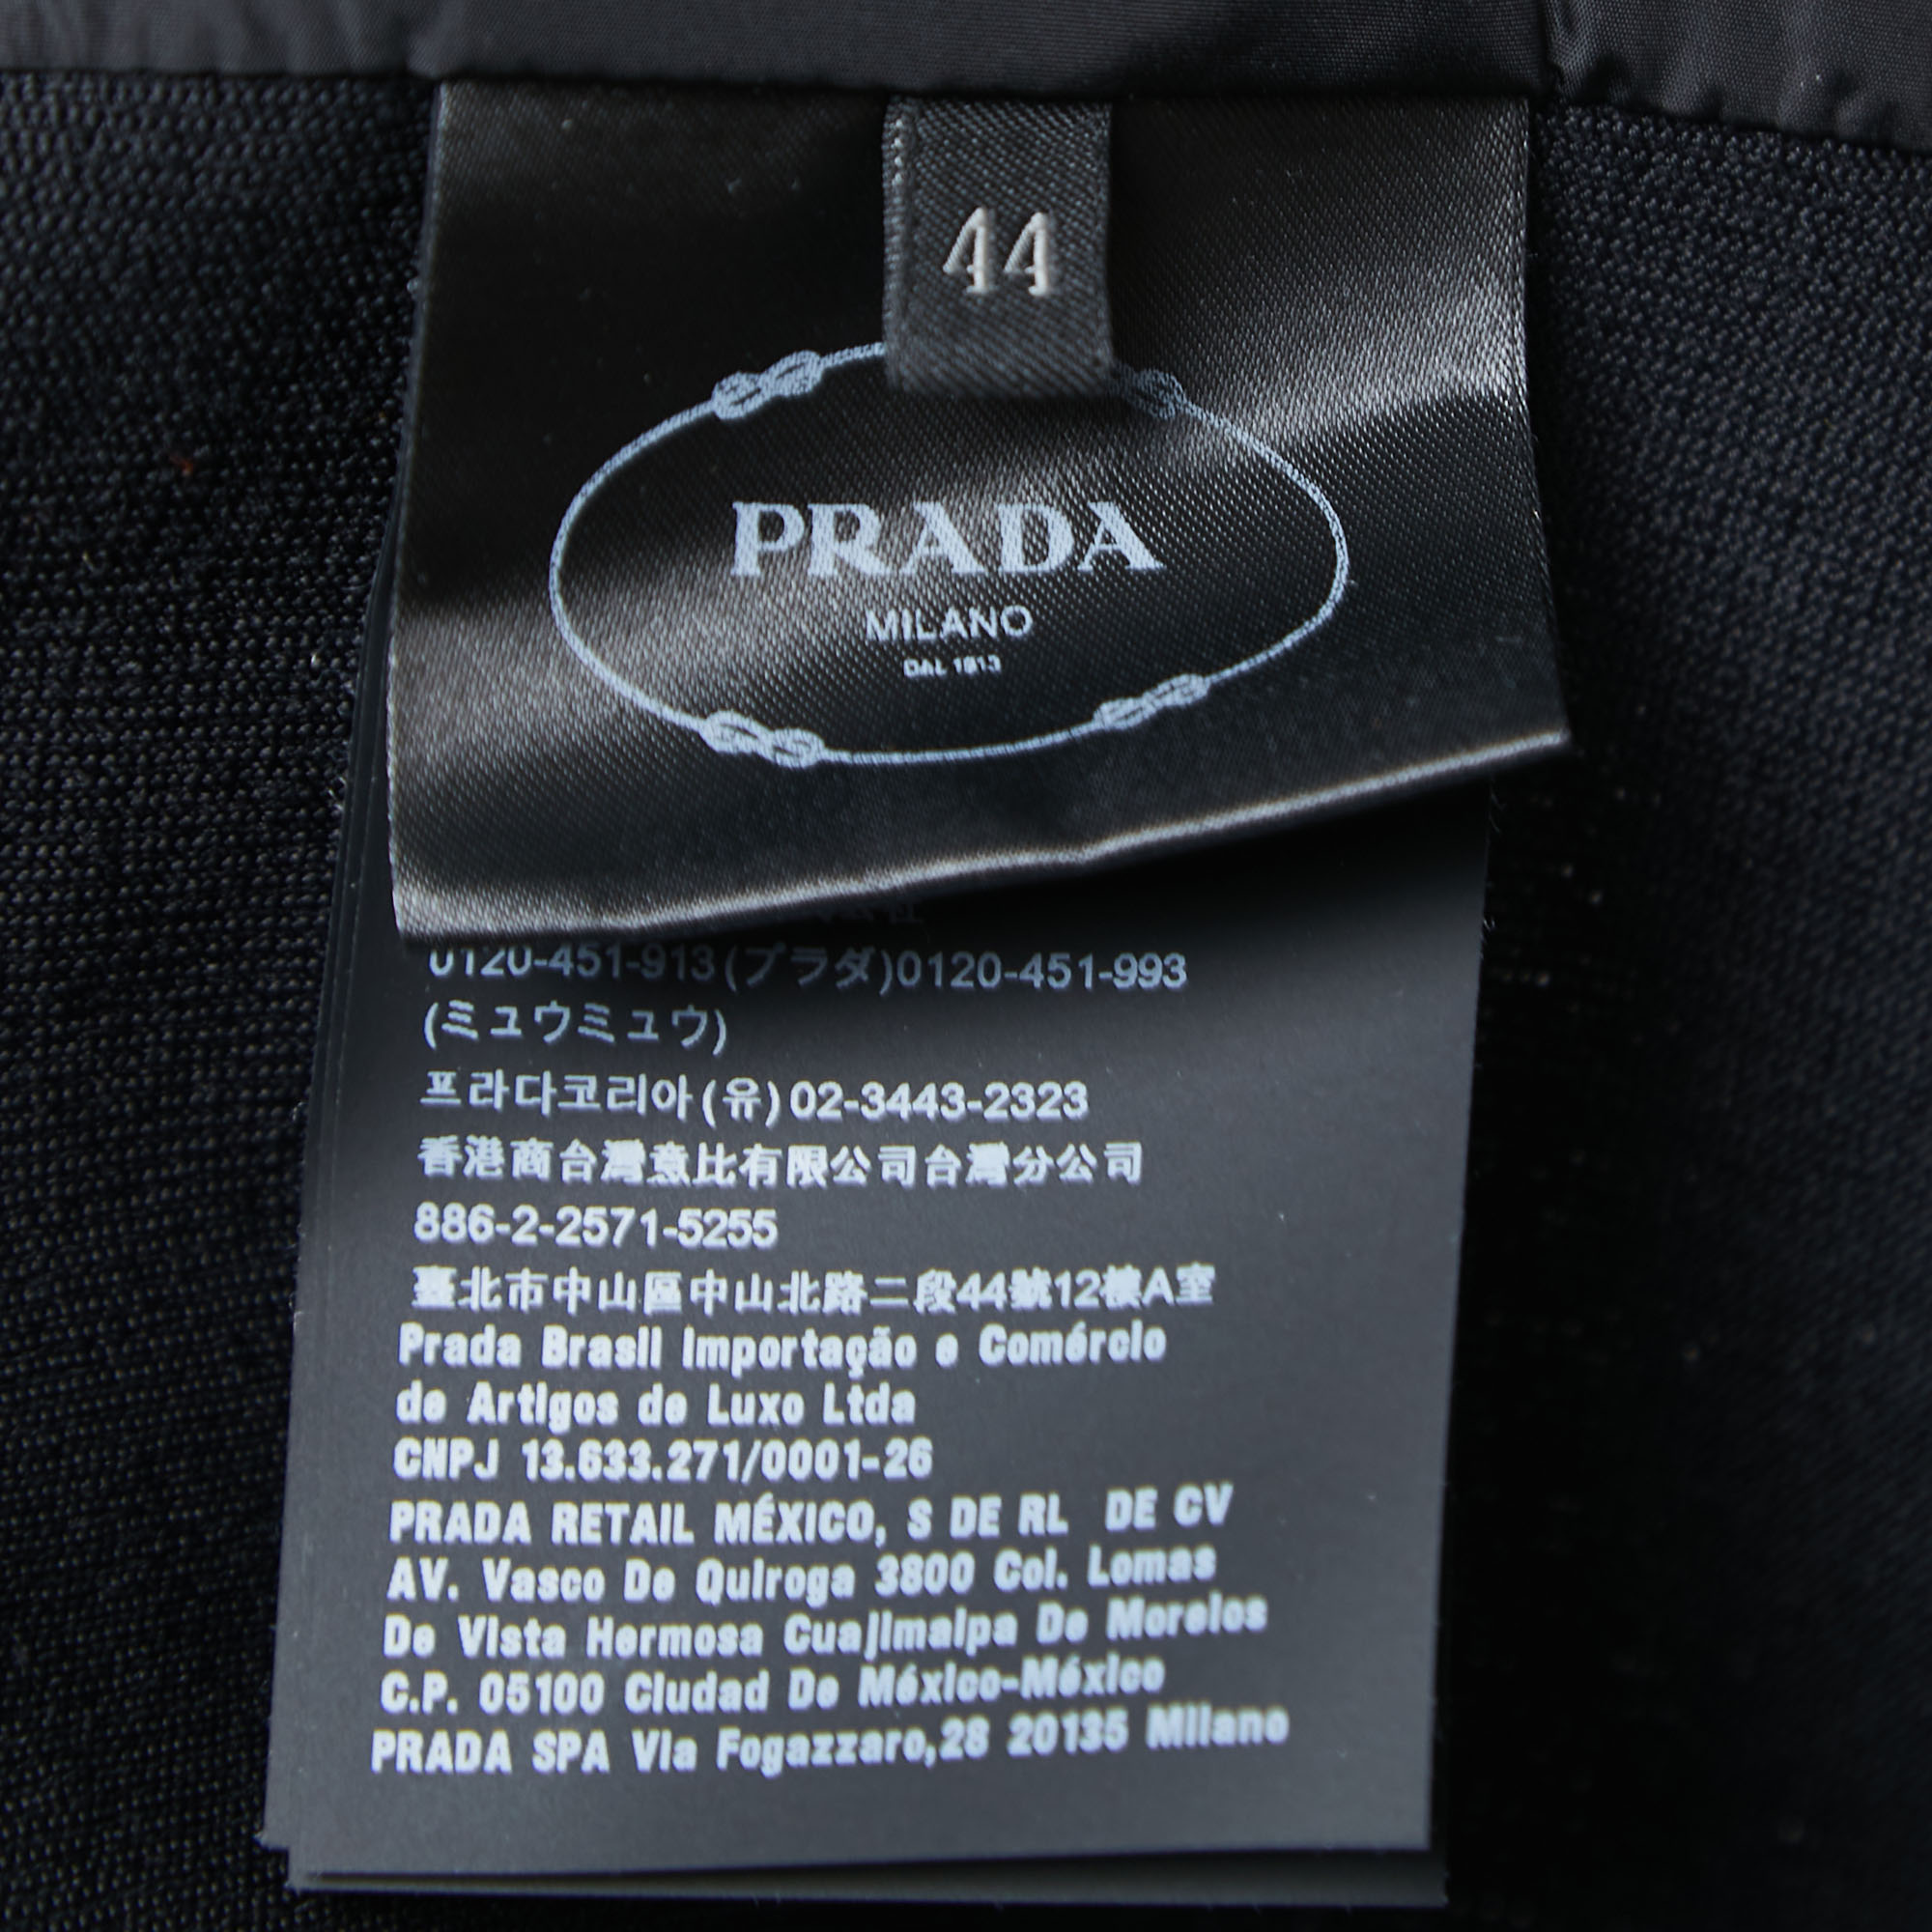 44
PRADA
MILANO
DAL 1913
0120-451-913(プラダ)0120-451-993
(ミュウミュウ)
프라다코리아(유)02-3443-2323
香港商台灣意比有限公司台灣分公司
886-2-2571-5255
臺北市中山區中山北路二段44號12樓A室
Prada Brasil Importação e Comércio
de Artigos de Luxo Ltda
CNPJ 13.633.271/0001-26
PRADA RETAIL MÉXICO, S DE RL DE CV
AV. Vasco De Quiroga 3800 Col. Lomas
De Vista Hermosa Cuajimalpa De Morelos
C.P. 05100 Ciudad De México-México
PRADA SPA Via Fogazzaro,28 20135 Milano